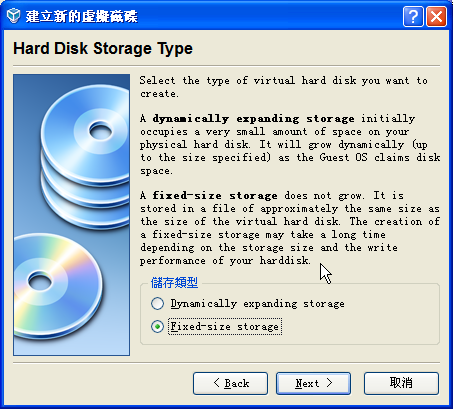 建立新的虛擬磁碟
Hard Disk Storage Type
Select the type of virtual hard disk you want to
create.
A dynamically expanding storage initially
occupies a very small amount of space on your
physical hard disk. It will grow dynamically (up
to the size specified) as the Guest OS claims disk
space.
A fixed-size storage does not grow. It is
stored in a file of approximately the same size as
the size of the virtual hard disk. The creation of
a fixed-size storage may take a long time
depending on the storage size and the write
performance of your harddisk.
儲存類型
Dynamically expanding storage
Fixed-size storage
< Back
Next >
取消